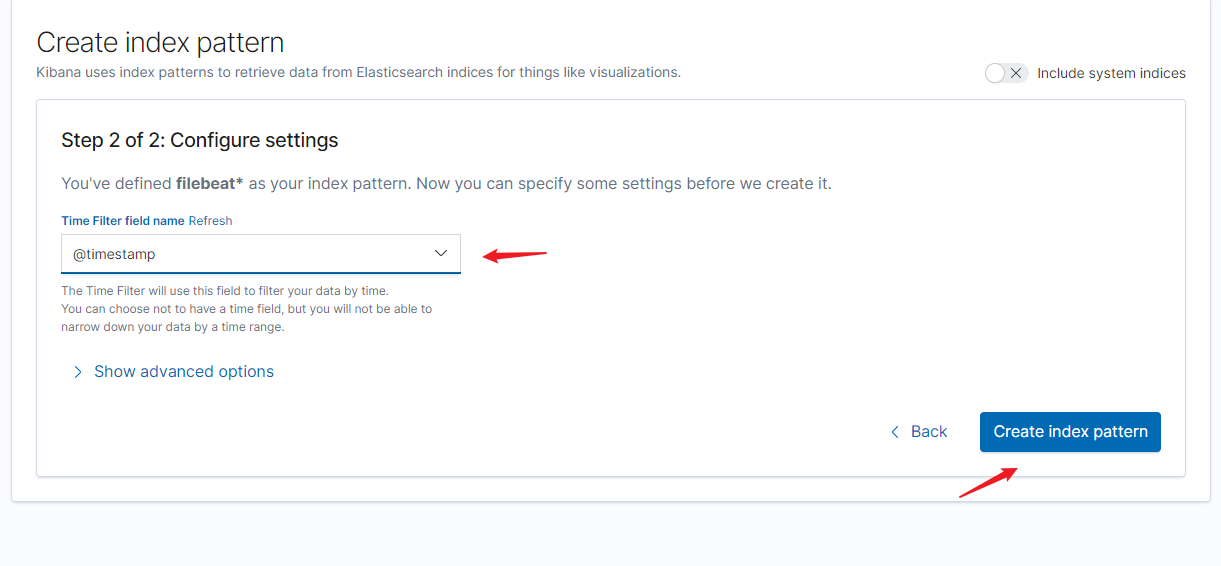 Create index pattern
Kibana uses index patterns to retrieve data from Elasticsearch indices for things like visualizations.
Include system indices
Step 2 of 2: Configure settings
You've defined filebeat* as your index pattern. Now you can specify some settings before we create it.
Time Filter field name Refresh
@timestamp
The Time Filter will use this field to filter your data by time.
You can choose not to have a time field, but you will not be able to
narrow down your data by a time range.
Show advanced options
Back
Create index pattern